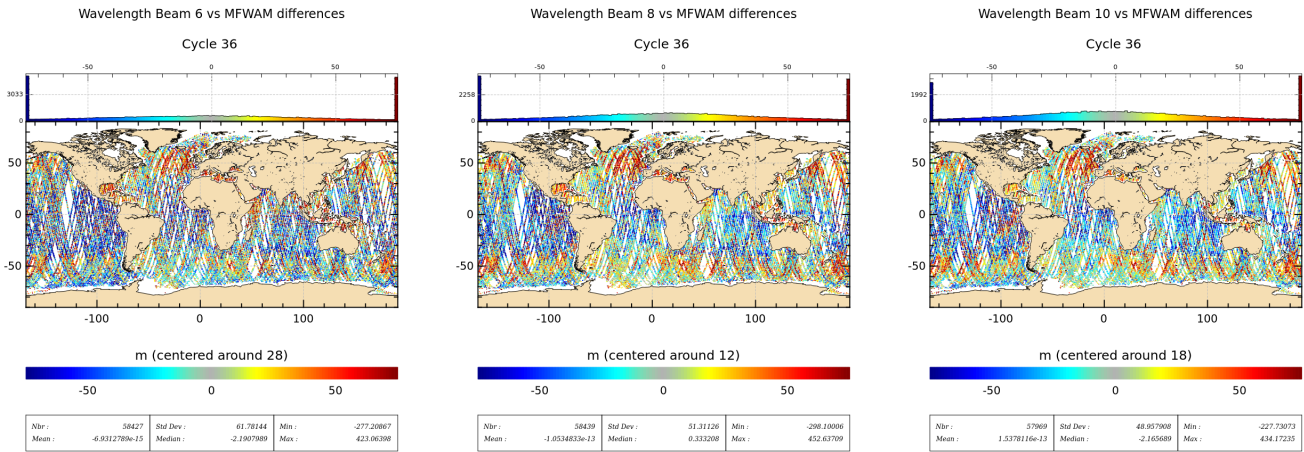 Wavelength Beam 6 vs MFWAM differences
Cycle 36
-50 0 50
3033
0
50
0
-50
-100 0 100
m (centered around 28)
-50 0 50
Nbr : 58427 Std Dev : 61.78144 Min : -277.20867
Mean : -6.9312789e-15 Median : -2.1907989 Max : 423.06398
Wavelength Beam 8 vs MFWAM differences
Cycle 36
-50 0 50
2258
0
50
0
-50
-100 0 100
m (centered around 12)
-50 0 50
Nbr : 58439 Std Dev : 51.31126 Min : -298.10006
Mean : -1.0534833e-13 Median : 0.333208 Max : 452.63709
Wavelength Beam 10 vs MFWAM differences
Cycle 36
-50 0 50
1992
0
50
0
-50
-100 0 100
m (centered around 18)
-50 0 50
Nbr : 57969 Std Dev : 48.957908 Min : -227.73073
Mean : 1.5378116e-13 Median : -2.165689 Max : 434.17235